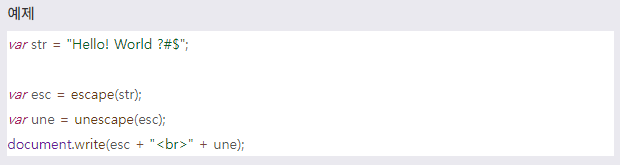 예제
var str = "Hello! World ?#$";
var esc = escape(str);
var une = unescape(esc);
document.write(esc + "<br>" + une);